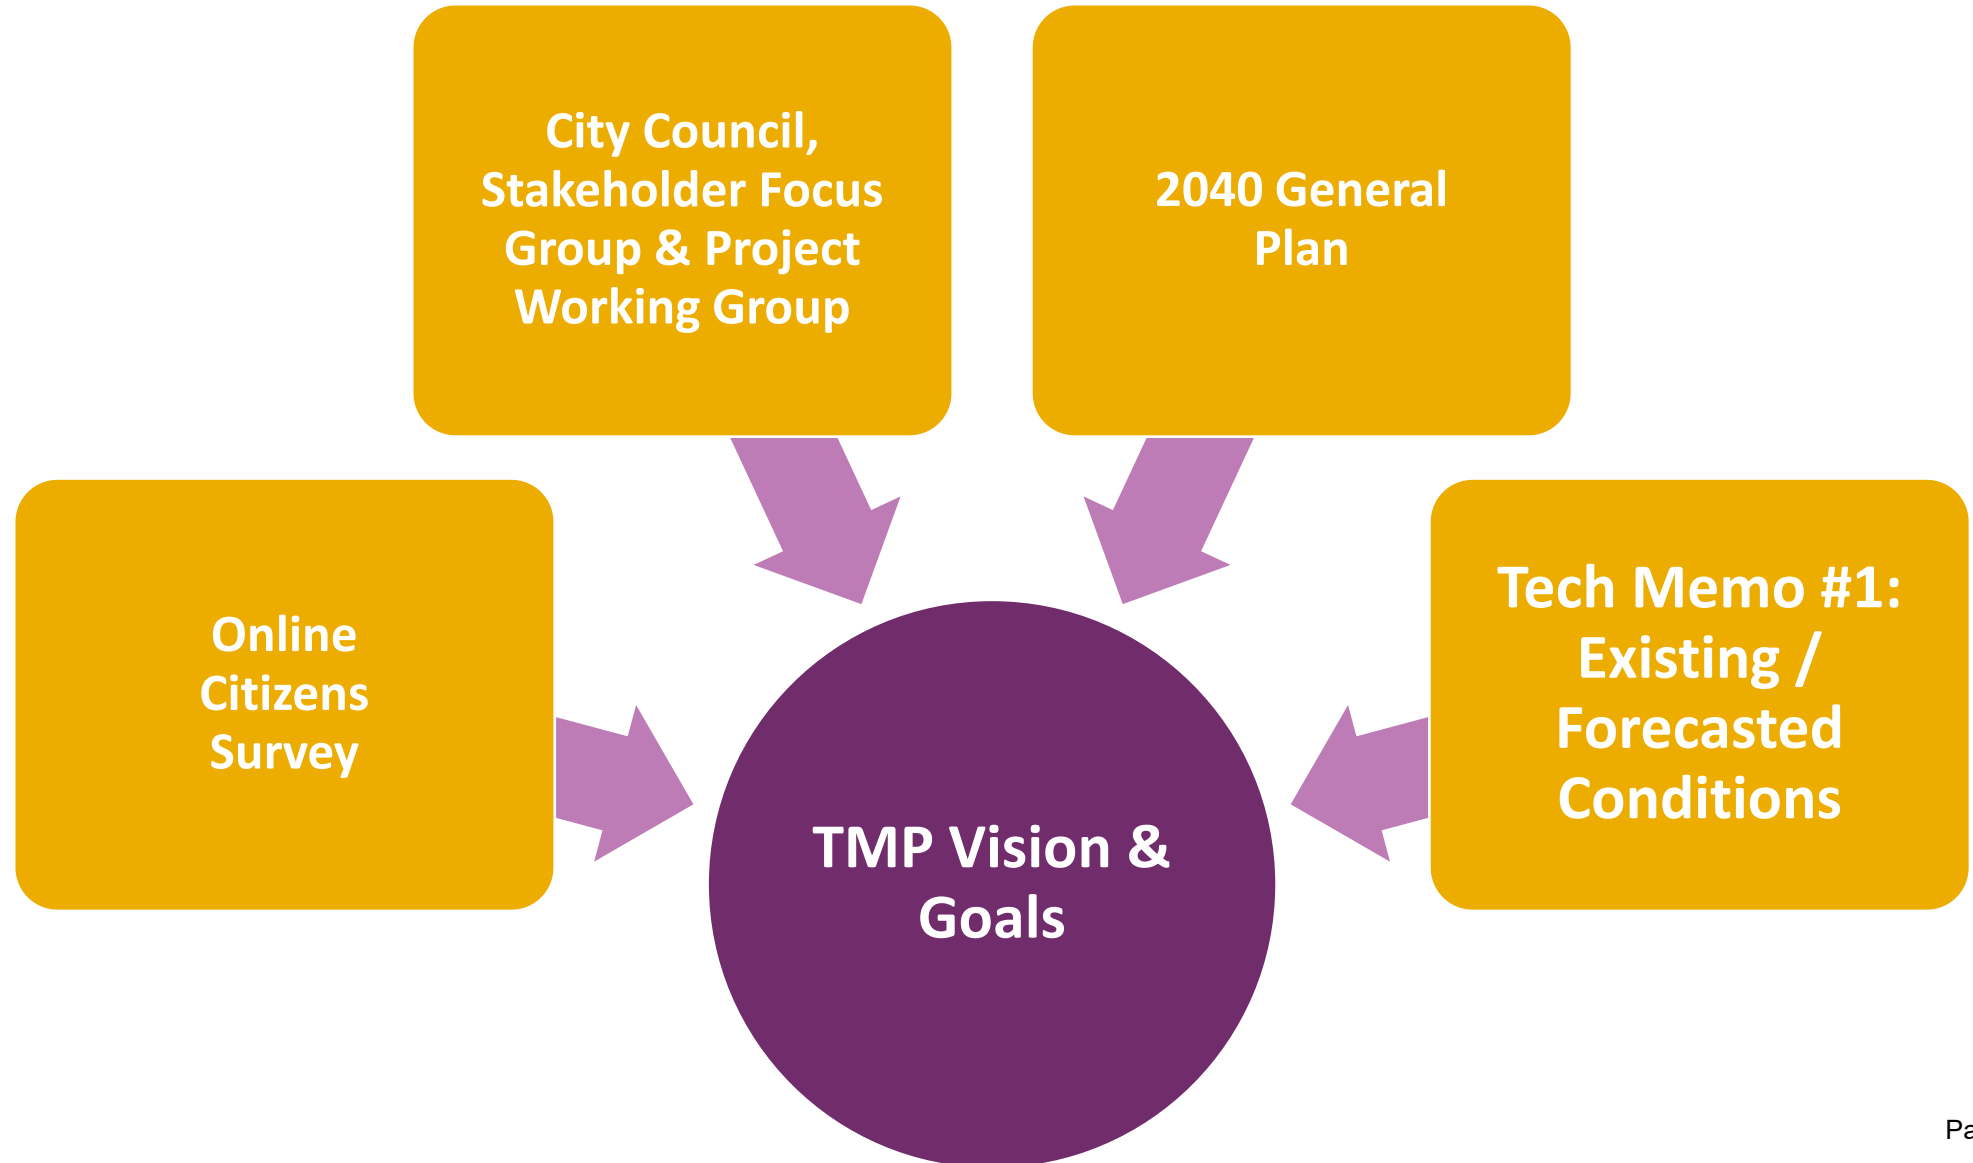 City Council,
Stakeholder Focus
Group & Project
Working Group
2040 General
Plan
Online
Citizens
Survey
Tech Memo #1:
Existing /
Forecasted
Conditions
TMP Vision &
Goals
Pa